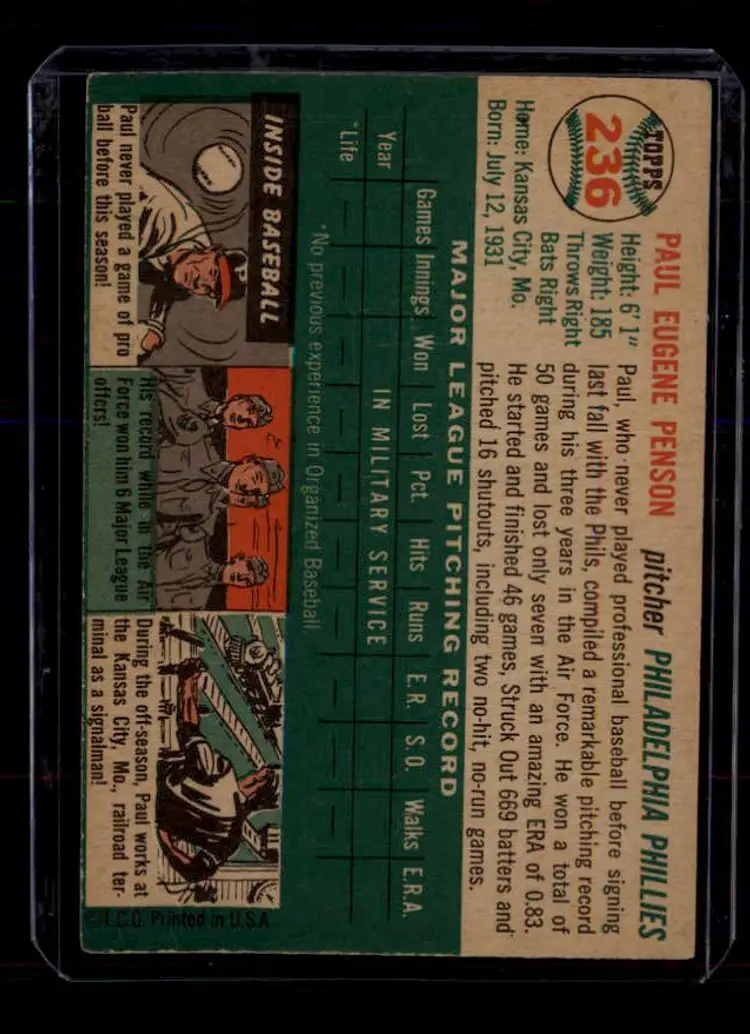 TOPPS
236
PAUL EUGENE PENSON pitcher PHILADELPHIA PHILLIES
Height: 6' 1"
Weight: 185
Throws Right
Bats Right
Home: Kansas City, Mo.
Born: July 12, 1931
Paul, who never played professional baseball before signing
last fall with the Phils, compiled a remarkable pitching record
during his three years in the Air Force. He won a total of
50 games and lost only seven with an amazing ERA of 0.83.
He started and finished 46 games, Struck Out 669 batters and
pitched 16 shutouts, including two no-hit, no-run games.
MAJOR LEAGUE PITCHING RECORD
Games Innings Won Lost Pct. Hits Runs E.R. S.O. Walks E.R.A.
Year IN MILITARY SERVICE
*Life — — — — — — — — — — —
*No previous experience in Organized Baseball.
INSIDE BASEBALL
P
Paul never played a game of pro
ball before this season!
His record while in the Air
Force won him 6 Major League
offers!
During the off-season, Paul works at
the Kansas City, Mo., railroad ter-
minal as a signalman!
©T.C.G. Printed in U.S.A.